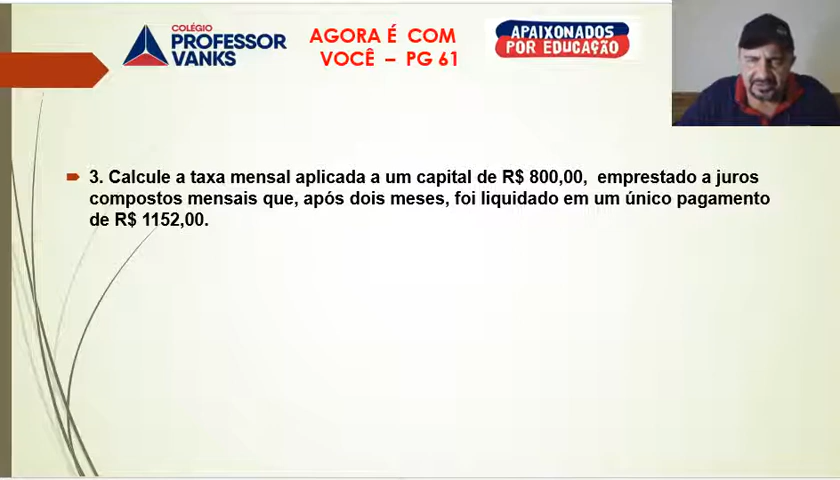 COLÉGIO
PROFESSOR
VANKS
AGORA É COM
VOCÊ – PG 61
APAIXONADOS
POR EDUCAÇÃO
3. Calcule a taxa mensal aplicada a um capital de R$ 800,00, emprestado a juros
compostos mensais que, após dois meses, foi liquidado em um único pagamento
de R$ 1152,00.